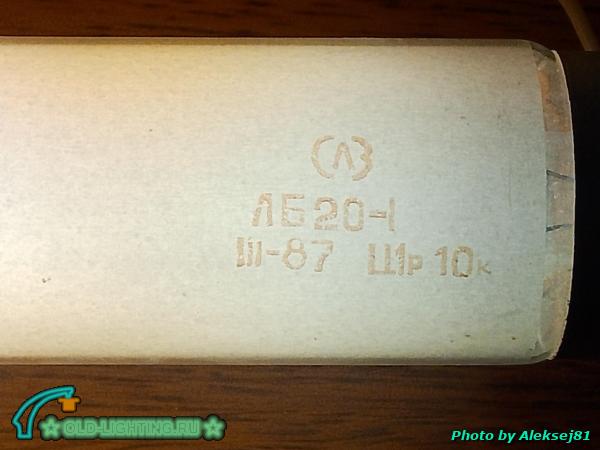 СЛЗ
ЛБ20-1
III-87 Ц1р 10к
OLD-LIGHTING.RU
Photo by Aleksej81